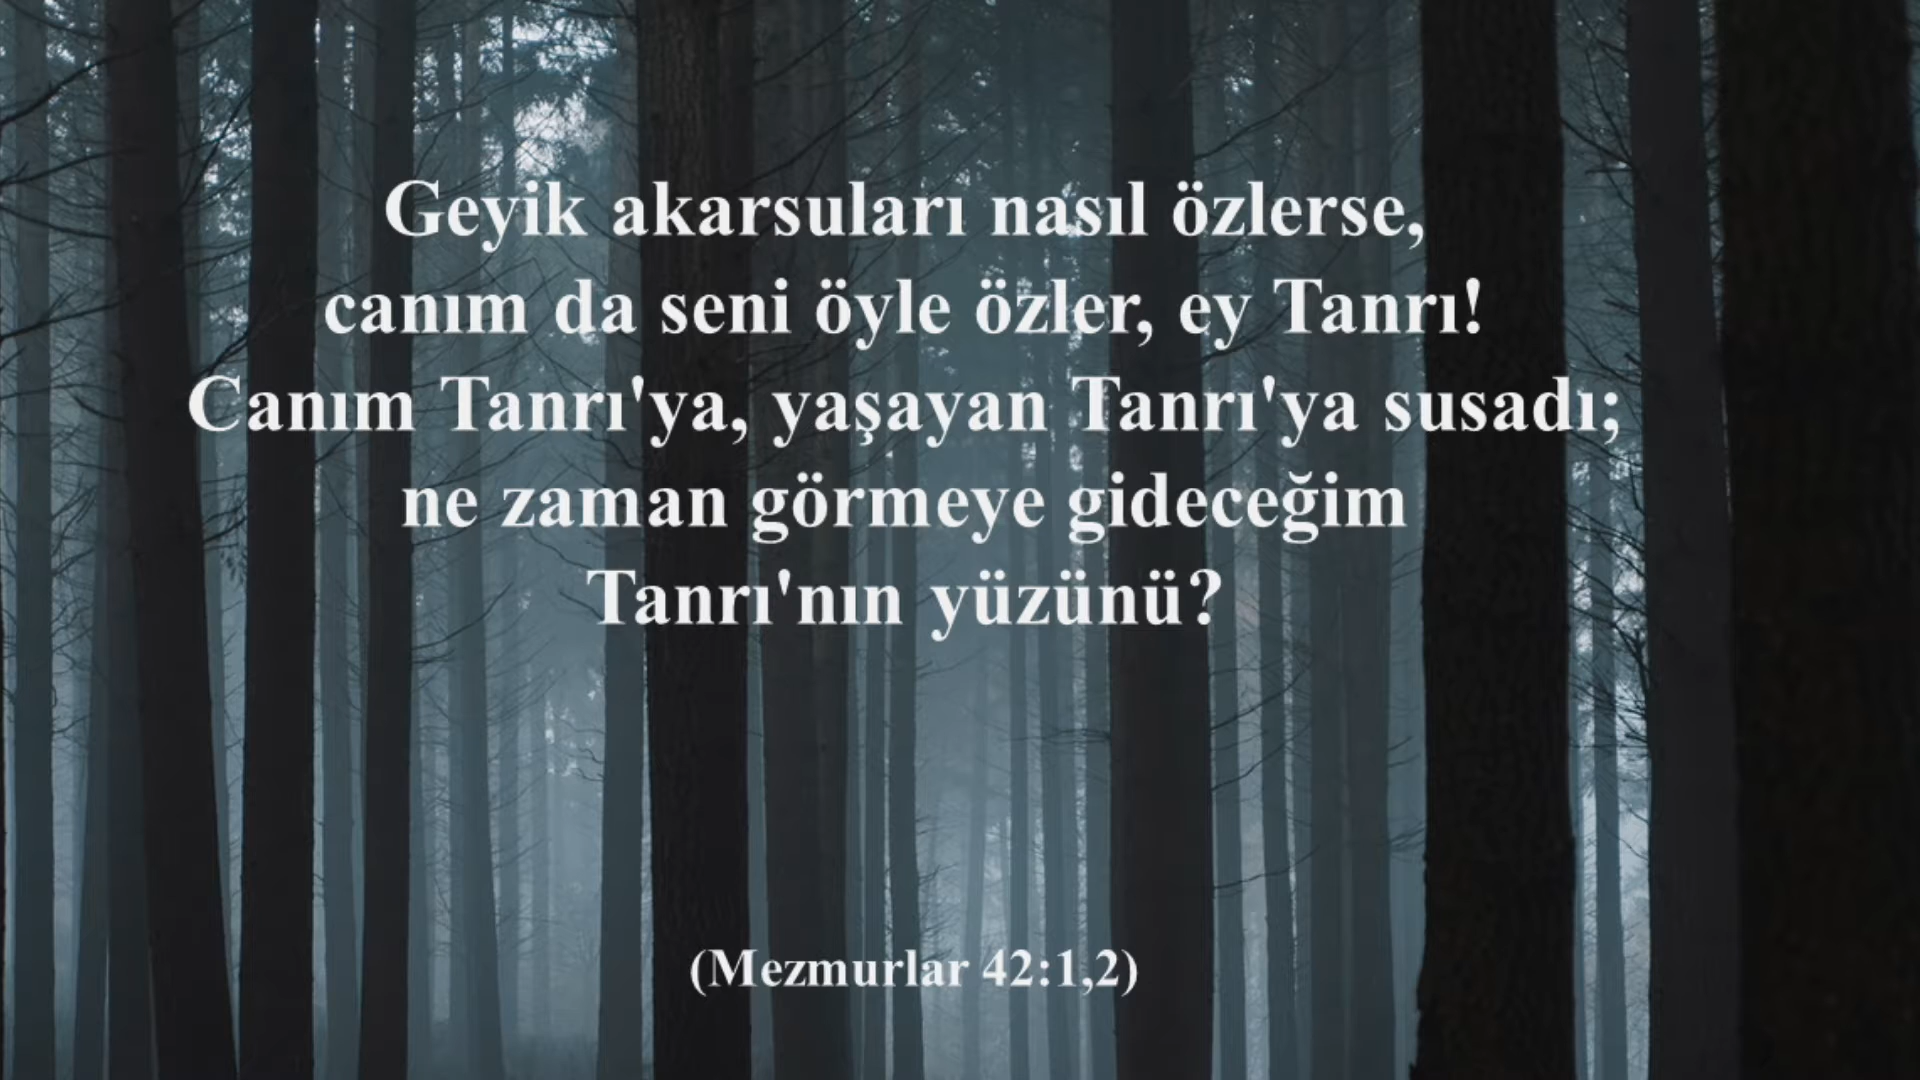 Geyik akarsuları nasıl özlerse,
canım da seni öyle özler, ey Tanrı!
Canım Tanrı'ya, yaşayan Tanrı'ya susadı;
ne zaman görmeye gideceğim
Tanrı'nın yüzünü?
(Mezmurlar 42:1,2)